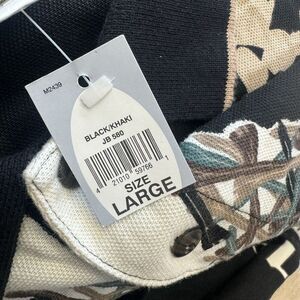 M2439
BLACK/KHAKI
JB 580
4 21010 59766 1
SIZE
LARGE